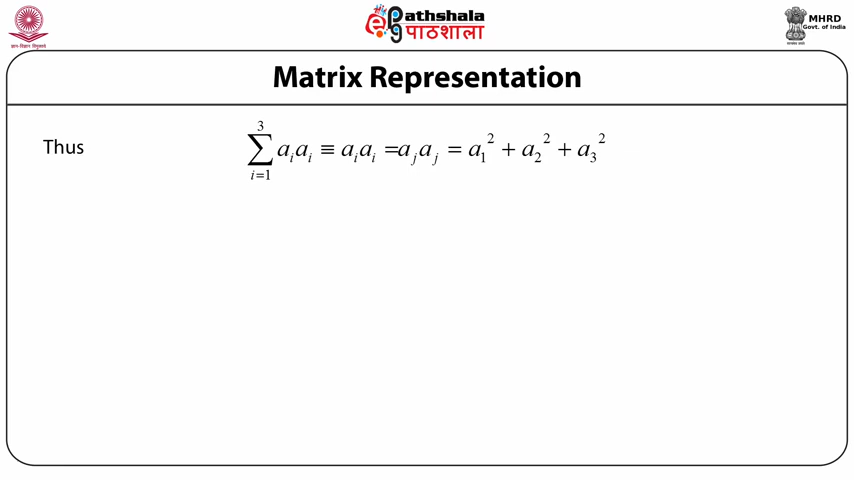 ePathshala
पाठशाला
MHRD
Govt. of India
Matrix Representation
Thus $\sum_{i=1}^{3} a_i a_i \equiv a_i a_i = a_j a_j = a_1^2 + a_2^2 + a_3^2$